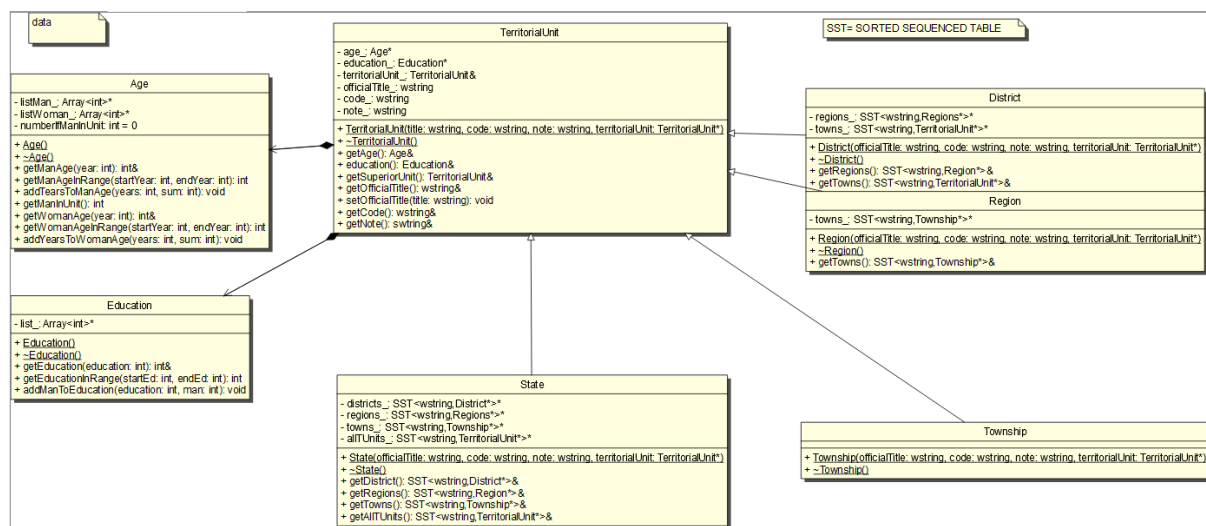 data
SST= SORTED SEQUENCED TABLE
TerritorialUnit
- age_: Age*
- education_: Education*
- territorialUnit_: TerritorialUnit&
- officialTitle_: wstring
- code_: wstring
- note_: wstring
+ TerritorialUnit(title: wstring, code: wstring, note: wstring, territorialUnit: TerritorialUnit*)
+ ~TerritorialUnit()
+ getAge(): Age&
+ education(): Education&
+ getSuperiorUnit(): TerritorialUnit&
+ getOfficialTitle(): wstring&
+ setOfficialTitle(title: wstring): void
+ getCode(): wstring&
+ getNote(): swtring&
Age
- listMan_: Array<int>*
- listWoman_: Array<int>*
- numberIfManInUnit: int = 0
+ Age()
+ ~Age()
+ getManAge(year: int): int&
+ getManAgeInRange(startYear: int, endYear: int): int
+ addTearsToManAge(years: int, sum: int): void
+ getManInUnit(): int
+ getWomanAge(year: int): int&
+ getWomanAgeInRange(startYear: int, endYear: int): int
+ addYearsToWomanAge(years: int, sum: int): void
District
- regions_: SST<wstring,Regions*>*
- towns_: SST<wstring,TerritorialUnit*>*
+ District(officialTitle: wstring, code: wstring, note: wstring, territorialUnit: TerritorialUnit*)
+ ~District()
+ getRegions(): SST<wstring,Region*>&
+ getTowns(): SST<wstring,TerritorialUnit*>&
Region
- towns_: SST<wstring,Township*>*
+ Region(officialTitle: wstring, code: wstring, note: wstring, territorialUnit: TerritorialUnit*)
+ ~Region()
+ getTowns(): SST<wstring,Township*>&
Education
- list_: Array<int>*
+ Education()
+ ~Education()
+ getEducation(education: int): int&
+ getEducationInRange(startEd: int, endEd: int): int
+ addManToEducation(education: int, man: int): void
State
- districts_: SST<wstring,District*>*
- regions_: SST<wstring,Regions*>*
- towns_: SST<wstring,Township*>*
- allTUnits_: SST<wstring,TerritorialUnit*>*
+ State(officialTitle: wstring, code: wstring, note: wstring, territorialUnit: TerritorialUnit*)
+ ~State()
+ getDistrict(): SST<wstring,District*>&
+ getRegions(): SST<wstring,Region*>&
+ getTowns(): SST<wstring,Township*>&
+ getAllTUnits(): SST<wstring,TerritorialUnit*>&
Township
+ Township(officialTitle: wstring, code: wstring, note: wstring, territorialUnit: TerritorialUnit*)
+ ~Township()